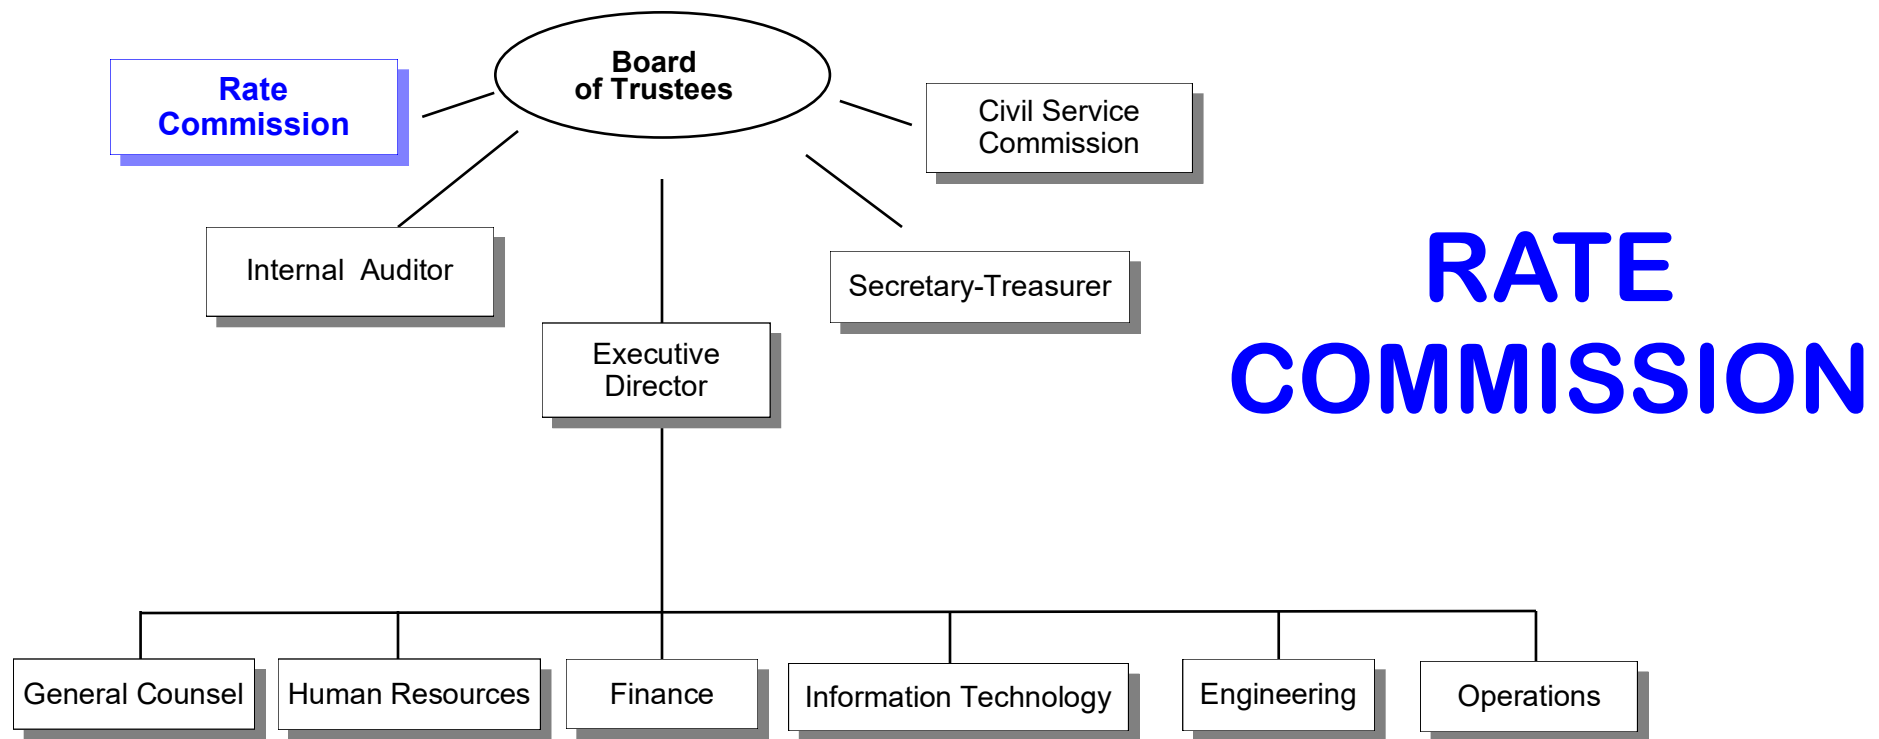 Board
of Trustees
Rate
Commission
Civil Service
Commission
Internal Auditor
Secretary-Treasurer
Executive
Director
RATE
COMMISSION
General Counsel
Human Resources
Finance
Information Technology
Engineering
Operations